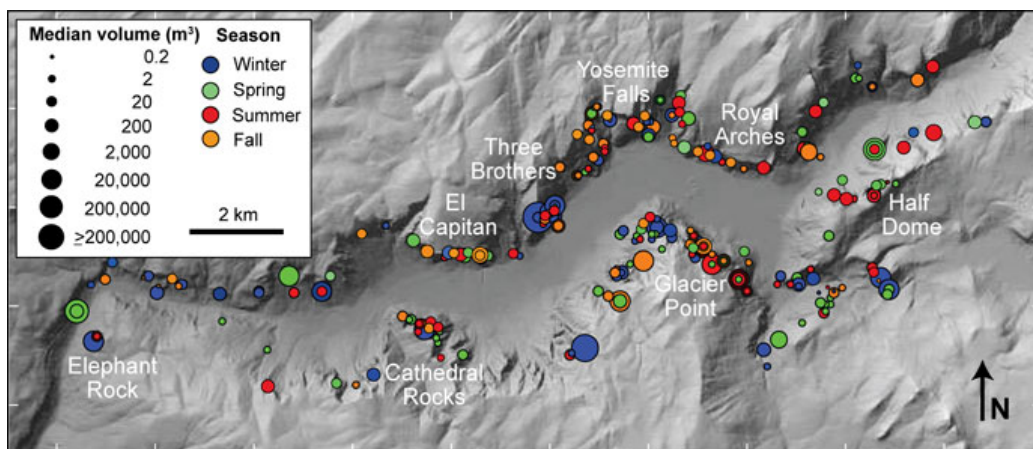 Median volume (m³)
Season
0.2
2
20
200
2,000
20,000
200,000
≥200,000
Winter
Spring
Summer
Fall
2 km
Yosemite
Falls
Royal
Arches
Three
Brothers
El
Capitan
Half
Dome
Glacier
Point
Elephant
Rock
Cathedral
Rocks
N